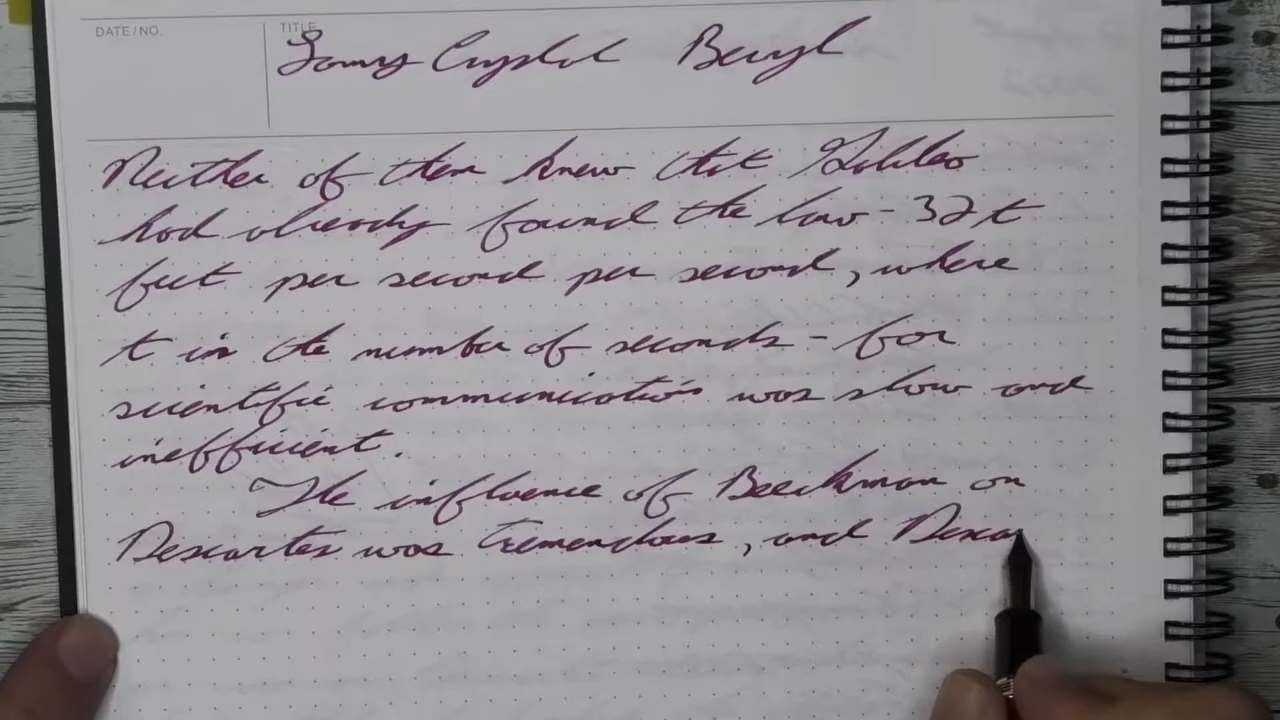 DATE/NO.
TITLE
Lamy Crystal Beryl
Neither of them knew that Galileo
had already found the law - 32 t
feet per second per second, where
t is the number of seconds - for
scientific communication was slow and
inefficient.
The influence of Beeckman on
Descartes was tremendous, and Desca